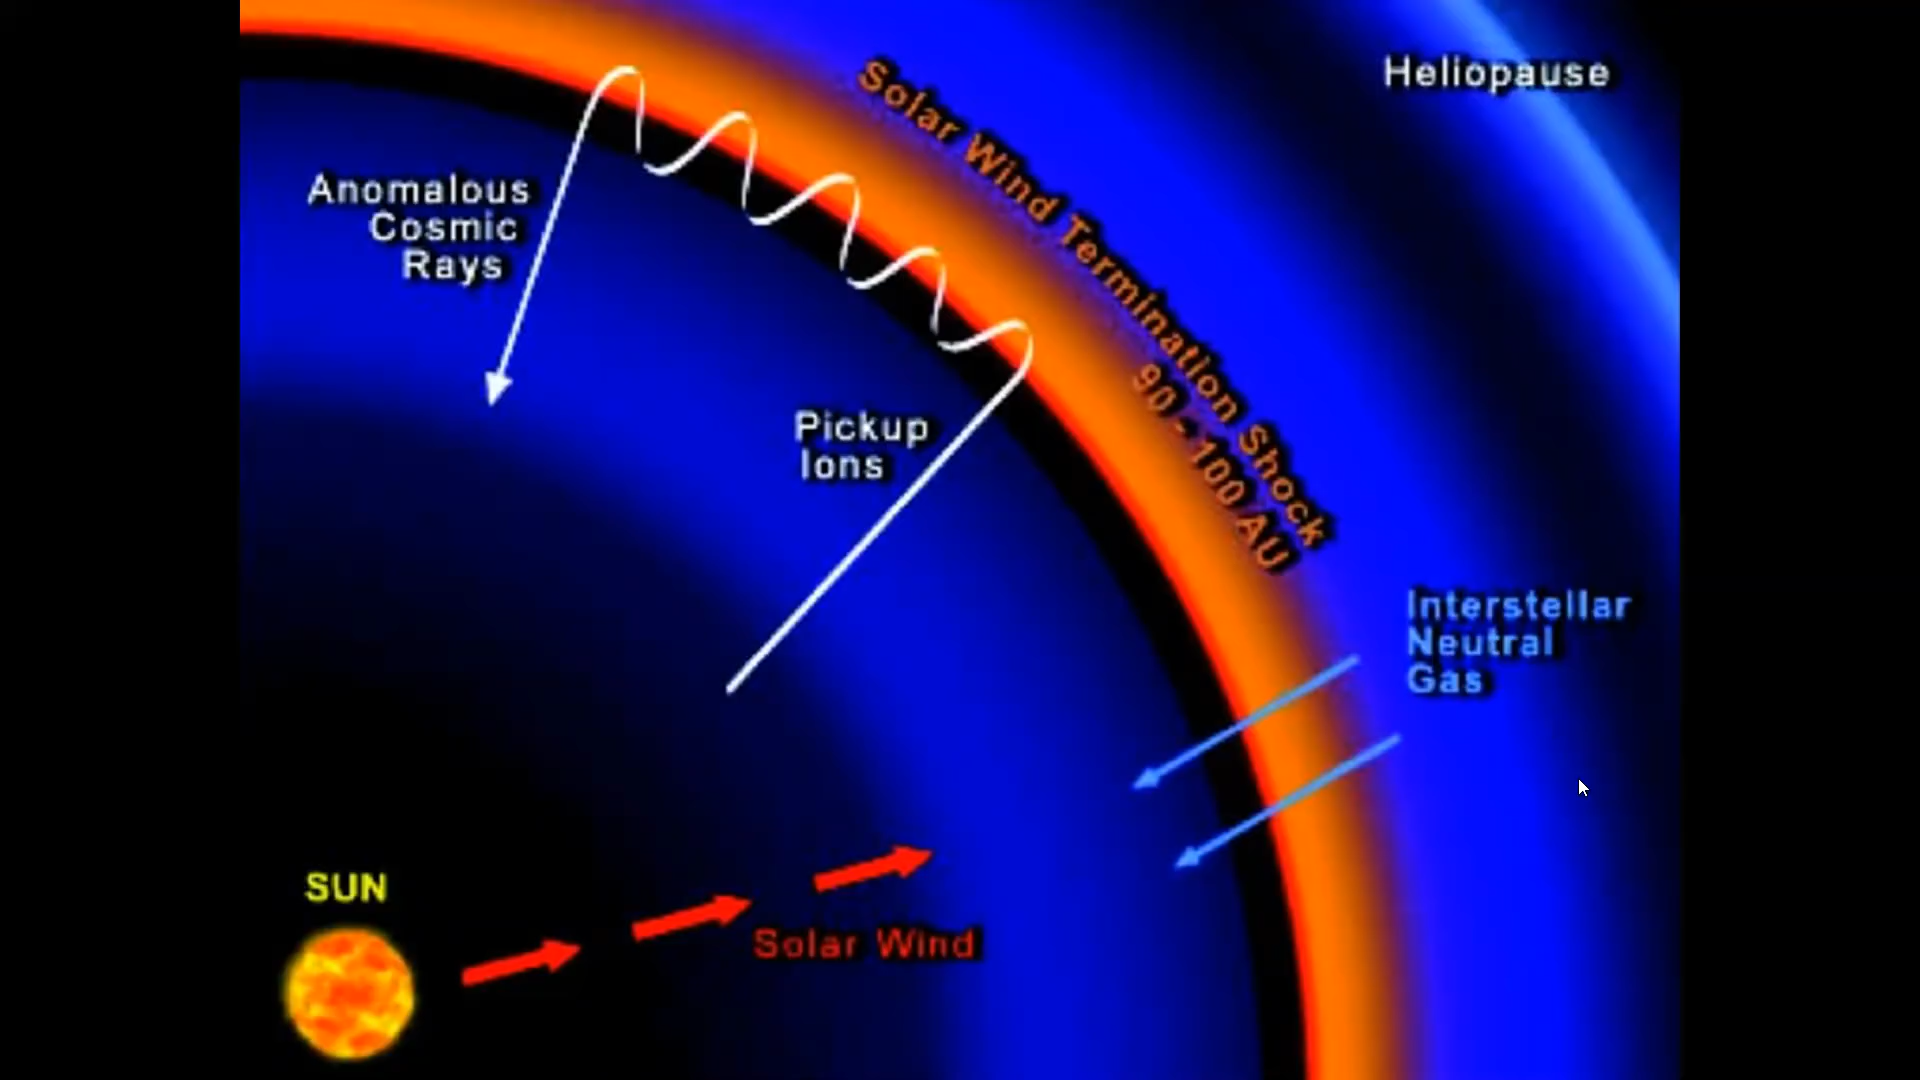 Heliopause
Solar Wind Termination Shock
90 - 100 AU
Anomalous
Cosmic
Rays
Pickup
Ions
Interstellar
Neutral
Gas
SUN
Solar Wind